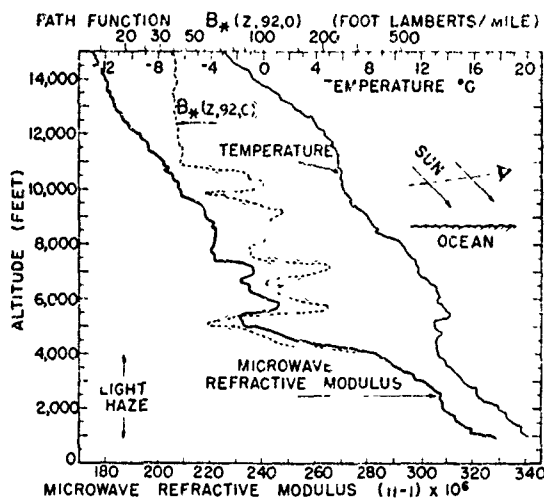 PATH FUNCTION B*(Z,92,0) (FOOT LAMBERTS/MILE)
20 30 50 100 200 500
15,000
-12 -8 -4 0 4 8 12 16 20
TEMPERATURE °C
B*(Z,92,C)
TEMPERATURE
SUN
OCEAN
14,000
12,000
10,000
8,000
6,000
4,000
2,000
0
ALTITUDE (FEET)
LIGHT
HAZE
MICROWAVE
REFRACTIVE MODULUS
180 200 220 240 260 280 300 320 340
MICROWAVE REFRACTIVE MODULUS (n-1) X 10⁶